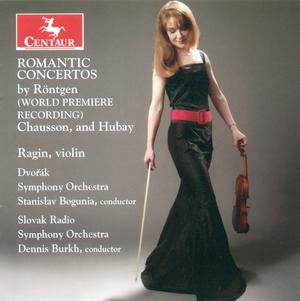 CENTAUR
ROMANTIC
CONCERTOS
by Röntgen
(WORLD PREMIERE
RECORDING)
Chausson, and Hubay
Ragin, violin
Dvořák
Symphony Orchestra
Stanislav Bogunia, conductor
Slovak Radio
Symphony Orchestra
Dennis Burkh, conductor